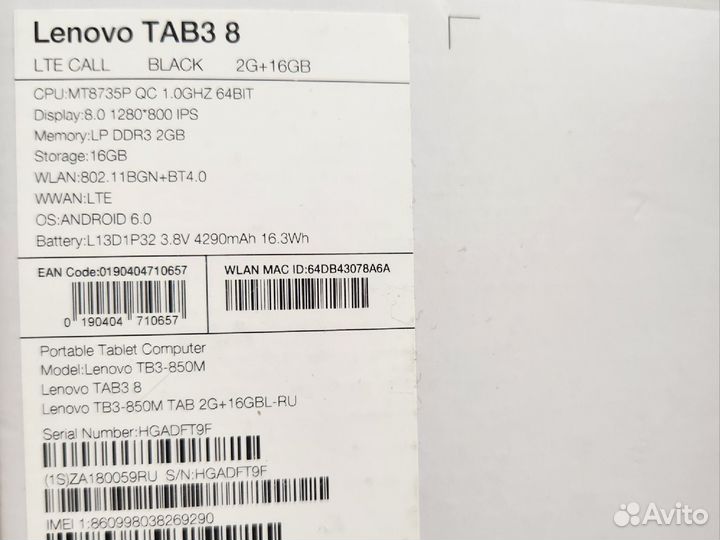 Lenovo TAB3 8
LTE CALL BLACK 2G+16GB
CPU:MT8735P QC 1.0GHZ 64BIT
Display:8.0 1280*800 IPS
Memory:LP DDR3 2GB
Storage:16GB
WLAN:802.11BGN+BT4.0
WWAN:LTE
OS:ANDROID 6.0
Battery:L13D1P32 3.8V 4290mAh 16.3Wh
EAN Code:0190404710657
0 190404 710657
WLAN MAC ID:64DB43078A6A
Portable Tablet Computer
Model:Lenovo TB3-850M
Lenovo TAB3 8
Lenovo TB3-850M TAB 2G+16GBL-RU
Serial Number:HGADFT9F
(1S)ZA180059RU S/N:HGADFT9F
IMEI 1:860998038269290
Avito